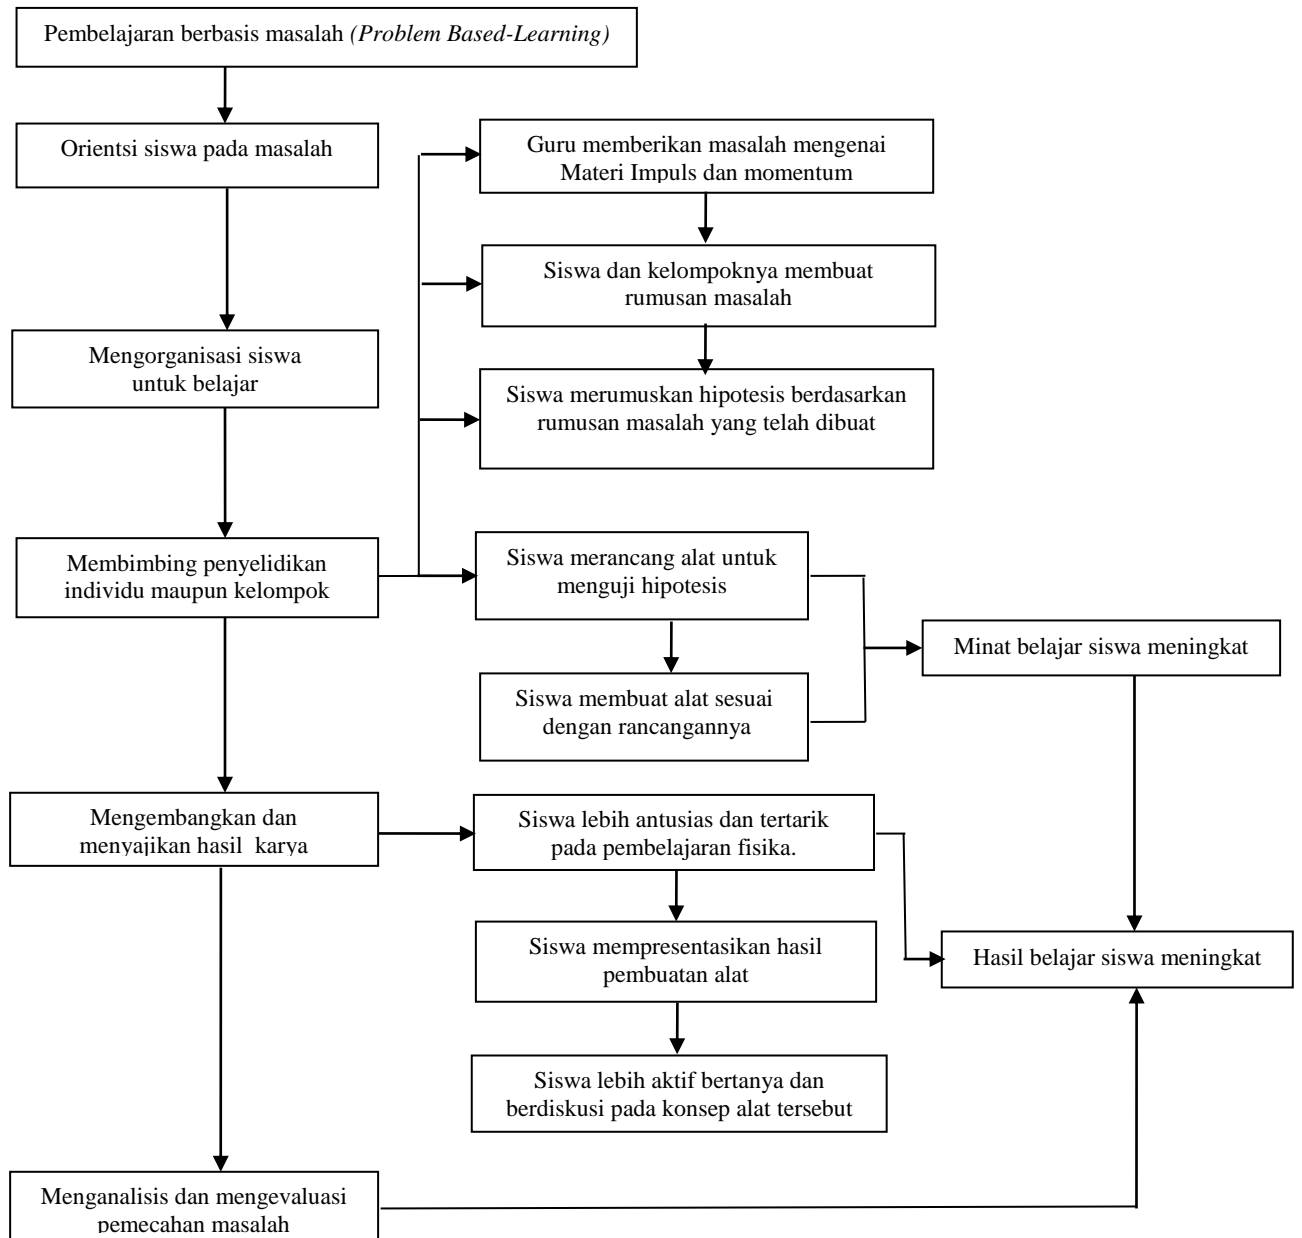 Pembelajaran berbasis masalah (Problem Based-Learning)
Orientsi siswa pada masalah
Guru memberikan masalah mengenai
Materi Impuls dan momentum
Siswa dan kelompoknya membuat
rumusan masalah
Mengorganisasi siswa
untuk belajar
Siswa merumuskan hipotesis berdasarkan
rumusan masalah yang telah dibuat
Membimbing penyelidikan
individu maupun kelompok
Siswa merancang alat untuk
menguji hipotesis
Minat belajar siswa meningkat
Siswa membuat alat sesuai
dengan rancangannya
Mengembangkan dan
menyajikan hasil karya
Siswa lebih antusias dan tertarik
pada pembelajaran fisika.
Siswa mempresentasikan hasil
pembuatan alat
Hasil belajar siswa meningkat
Siswa lebih aktif bertanya dan
berdiskusi pada konsep alat tersebut
Menganalisis dan mengevaluasi
pemecahan masalah